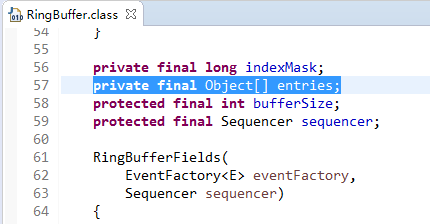 RingBuffer.class
54 }
55
56 private final long indexMask;
57 private final Object[] entries;
58 protected final int bufferSize;
59 protected final Sequencer sequencer;
60
61 RingBufferFields(
62 EventFactory<E> eventFactory,
63 Sequencer sequencer)
64 {